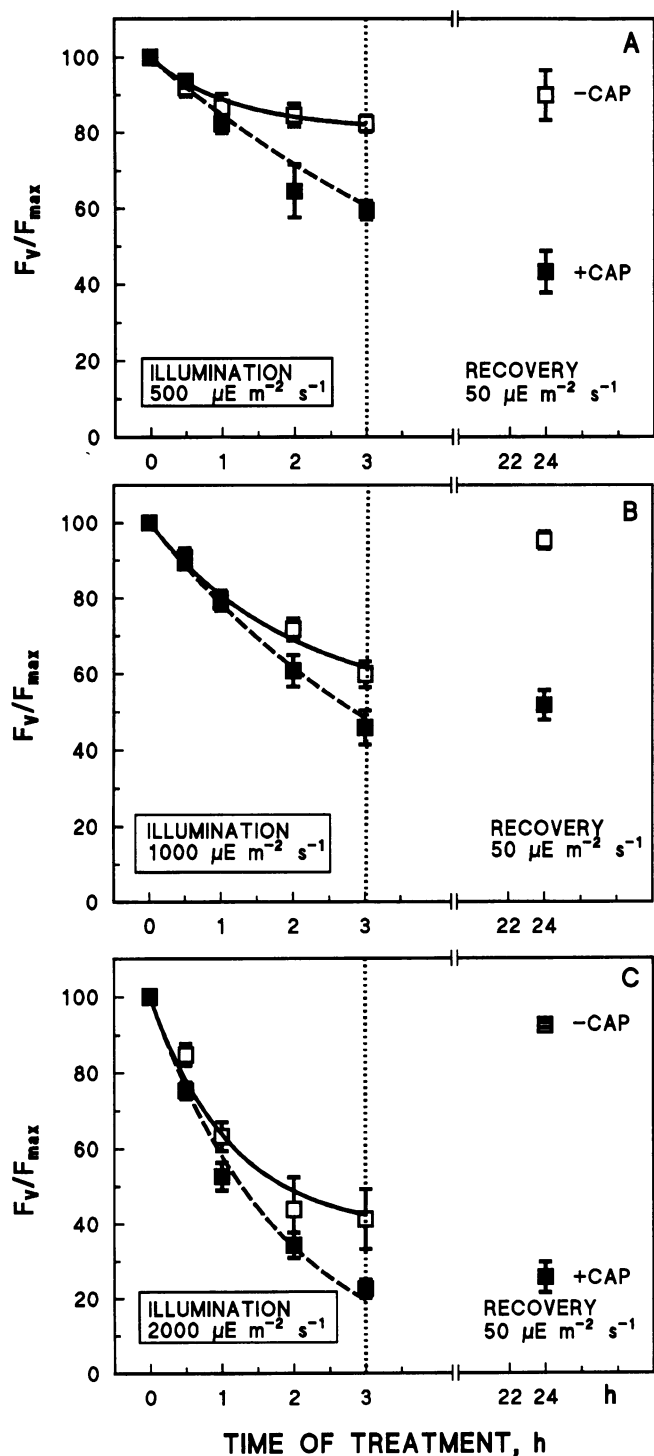 A
100
80
60
40
20
0
Fv/Fmax
−CAP
+CAP
ILLUMINATION
500 µE m⁻² s⁻¹
RECOVERY
50 µE m⁻² s⁻¹
0 1 2 3 22 24
B
100
80
60
40
20
0
Fv/Fmax
ILLUMINATION
1000 µE m⁻² s⁻¹
RECOVERY
50 µE m⁻² s⁻¹
0 1 2 3 22 24
C
100
80
60
40
20
0
Fv/Fmax
−CAP
+CAP
ILLUMINATION
2000 µE m⁻² s⁻¹
RECOVERY
50 µE m⁻² s⁻¹
0 1 2 3 22 24 h
TIME OF TREATMENT, h